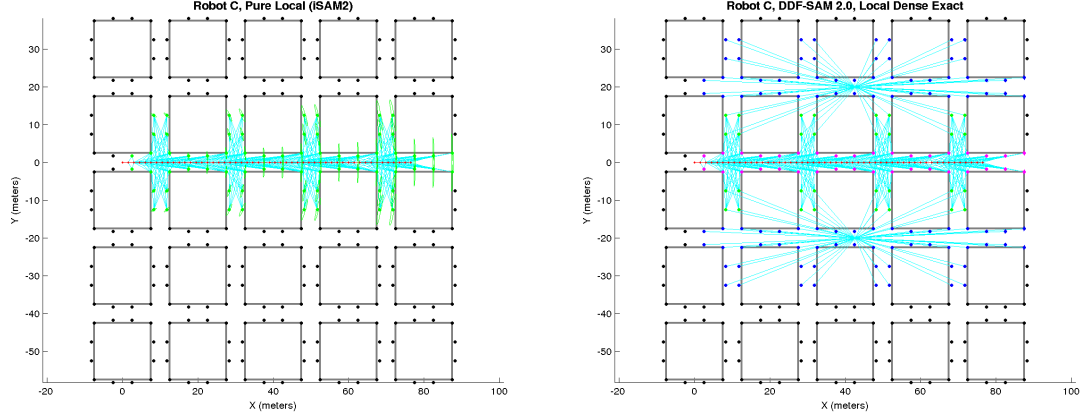 Robot C, Pure Local (iSAM2)
30
20
10
0
-10
-20
-30
-40
-50
Y (meters)
-20 0 20 40 60 80 100
X (meters)
Robot C, DDF-SAM 2.0, Local Dense Exact
30
20
10
0
-10
-20
-30
-40
-50
Y (meters)
-20 0 20 40 60 80 100
X (meters)